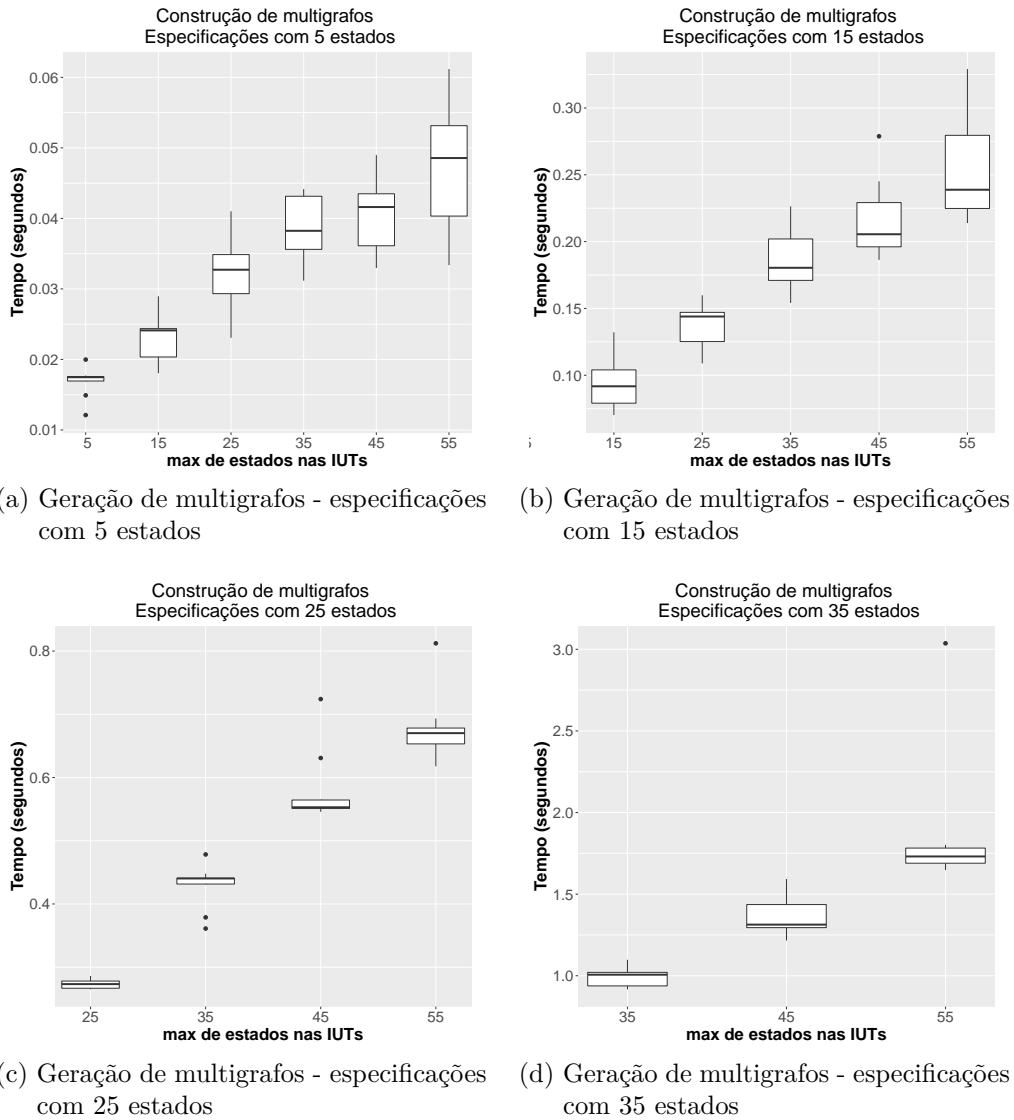 Construção de multigrafos
Especificações com 5 estados
Tempo (segundos)
0.06
0.05
0.04
0.03
0.02
0.01
5 15 25 35 45 55
max de estados nas IUTs
(a) Geração de multigrafos - especificações
com 5 estados
Construção de multigrafos
Especificações com 15 estados
Tempo (segundos)
0.30
0.25
0.20
0.15
0.10
5 15 25 35 45 55
max de estados nas IUTs
(b) Geração de multigrafos - especificações
com 15 estados
Construção de multigrafos
Especificações com 25 estados
Tempo (segundos)
0.8
0.6
0.4
25 35 45 55
max de estados nas IUTs
(c) Geração de multigrafos - especificações
com 25 estados
Construção de multigrafos
Especificações com 35 estados
Tempo (segundos)
3.0
2.5
2.0
1.5
1.0
35 45 55
max de estados nas IUTs
(d) Geração de multigrafos - especificações
com 35 estados